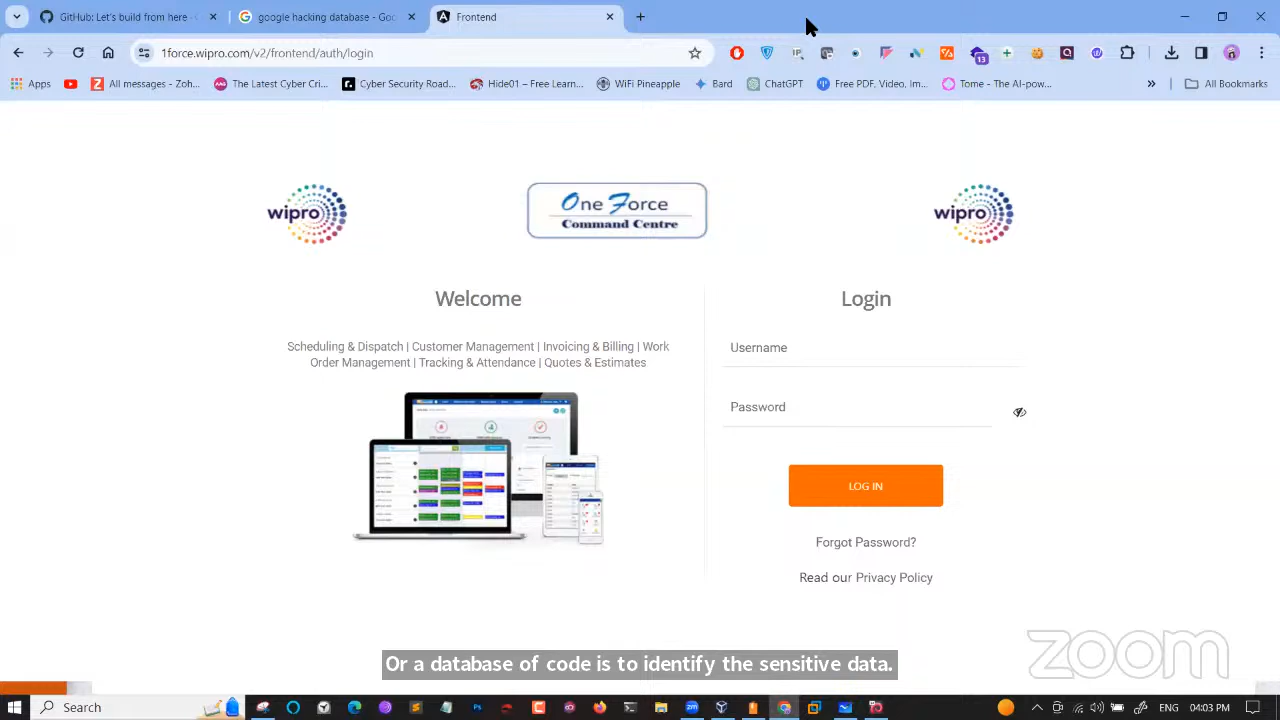 GitHub: Let's build from here
google hacking database - Goo
Frontend
1force.wipro.com/v2/frontend/auth/login
13
Apps
All messages - Zoh...
The Latest Cyber Cri...
Cyber Security Road...
Hide01 – Free Learni...
WiFi Pineapple
Bard
ChatGPT
Free PDF, Video, Im...
Tome - The AI-pow...
All Bookmarks
wipro
One Force
Command Centre
wipro
Welcome
Login
Scheduling & Dispatch | Customer Management | Invoicing & Billing | Work
Order Management | Tracking & Attendance | Quotes & Estimates
Username
Password
LOG IN
Forgot Password?
Read our Privacy Policy
Or a database of code is to identify the sensitive data.
zoom
Search
ENG
04:03 PM